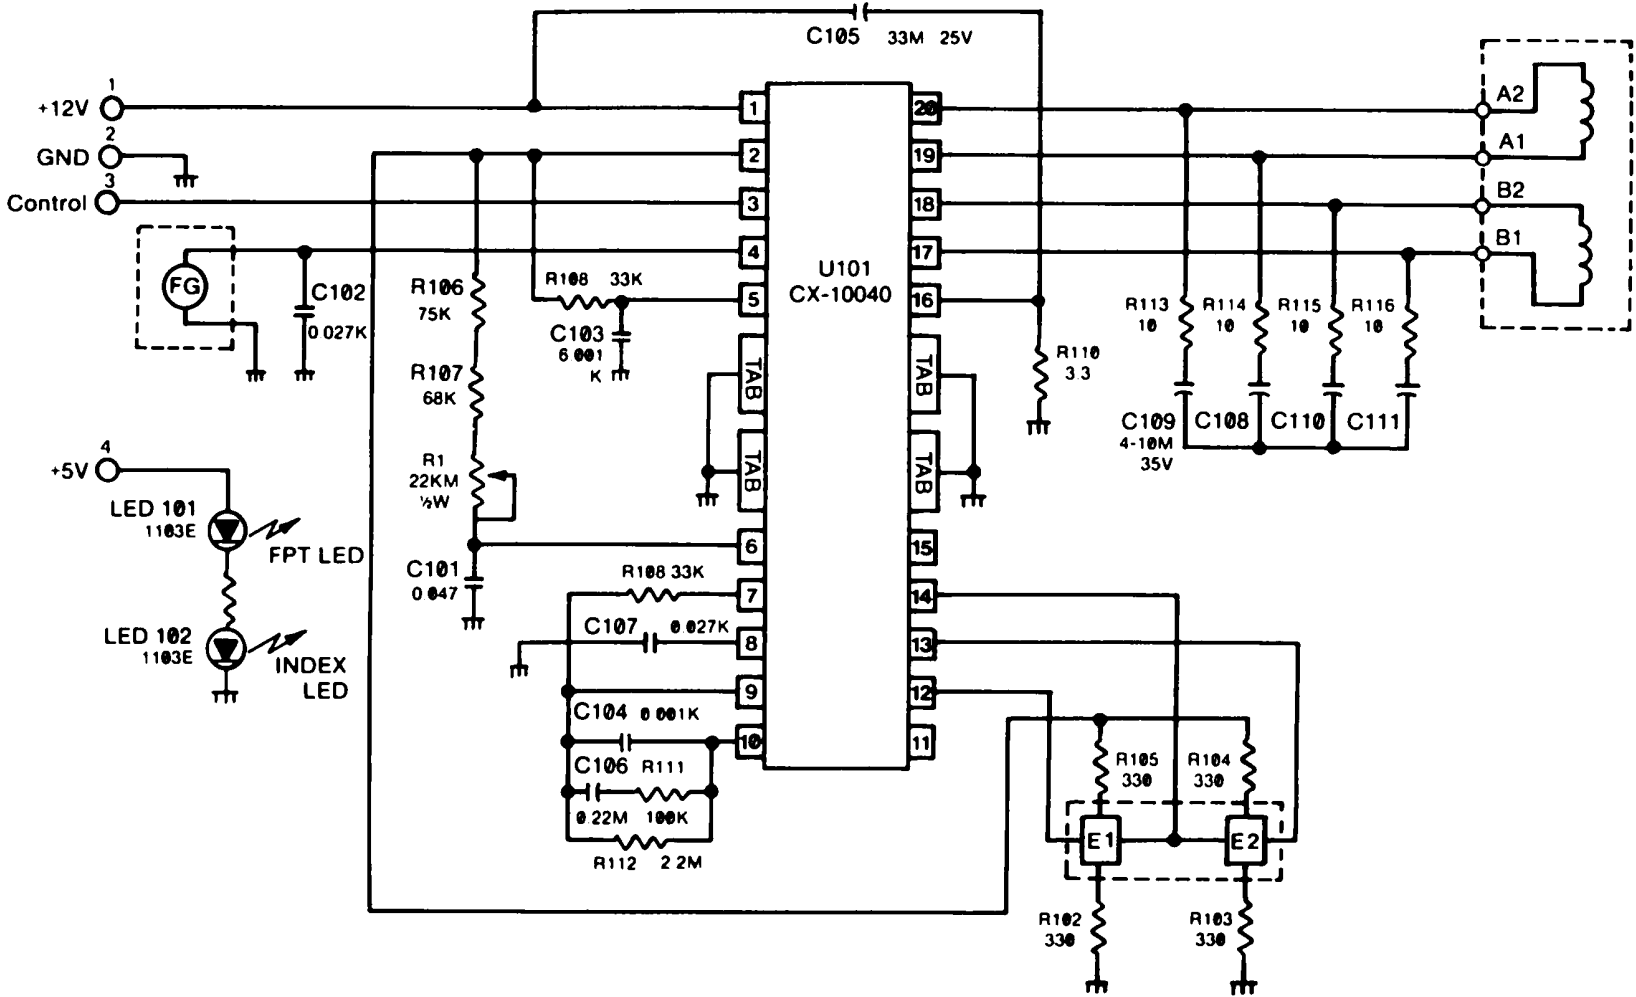 C105 33M 25V
1
+12V
2
GND
3
Control
FG
C102
0.027K
R106
75K
R107
68K
R1
22KM
½W
C101
0.047
R108 33K
C103
6.001
K
1
2
3
4
5
TAB
TAB
6
7
8
9
10
U101
CX-10040
20
19
18
17
16
TAB
TAB
15
14
13
12
11
4
+5V
LED 101
1103E
FPT LED
LED 102
1103E
INDEX
LED
R108 33K
C107 0.027K
C104 0.001K
C106 R111
0.22M 100K
R112 2.2M
R110
3.3
A2
A1
B2
B1
R113
10
R114
10
R115
10
R116
10
C109
4-10M
35V
C108
C110
C111
R105
330
R104
330
E1
E2
R102
330
R103
330